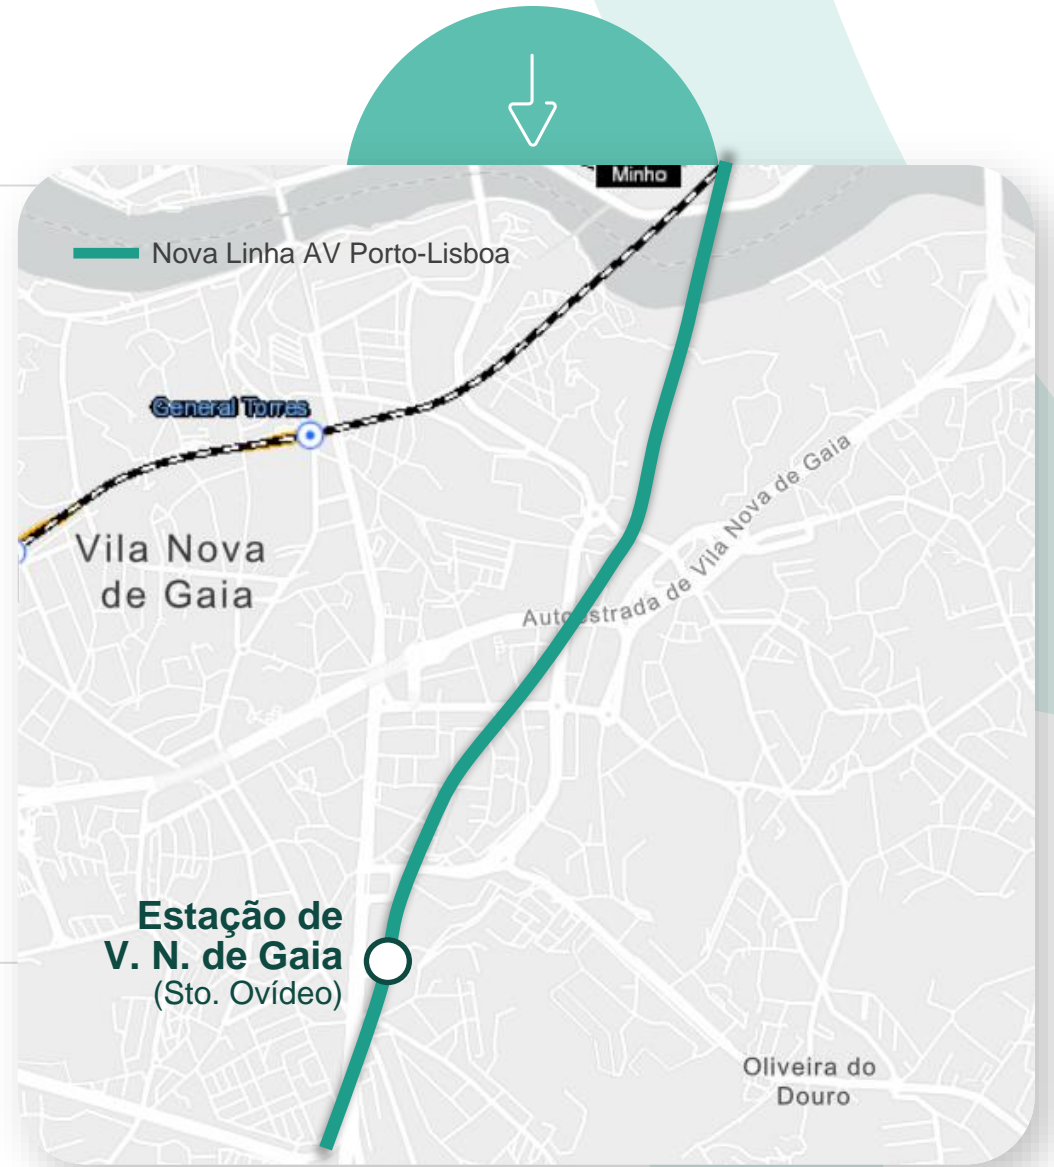 Minho
Nova Linha AV Porto-Lisboa
General Torres
Autoestrada de Vila Nova de Gaia
Vila Nova
de Gaia
Estação de
V. N. de Gaia
(Sto. Ovídeo)
Oliveira do
Douro